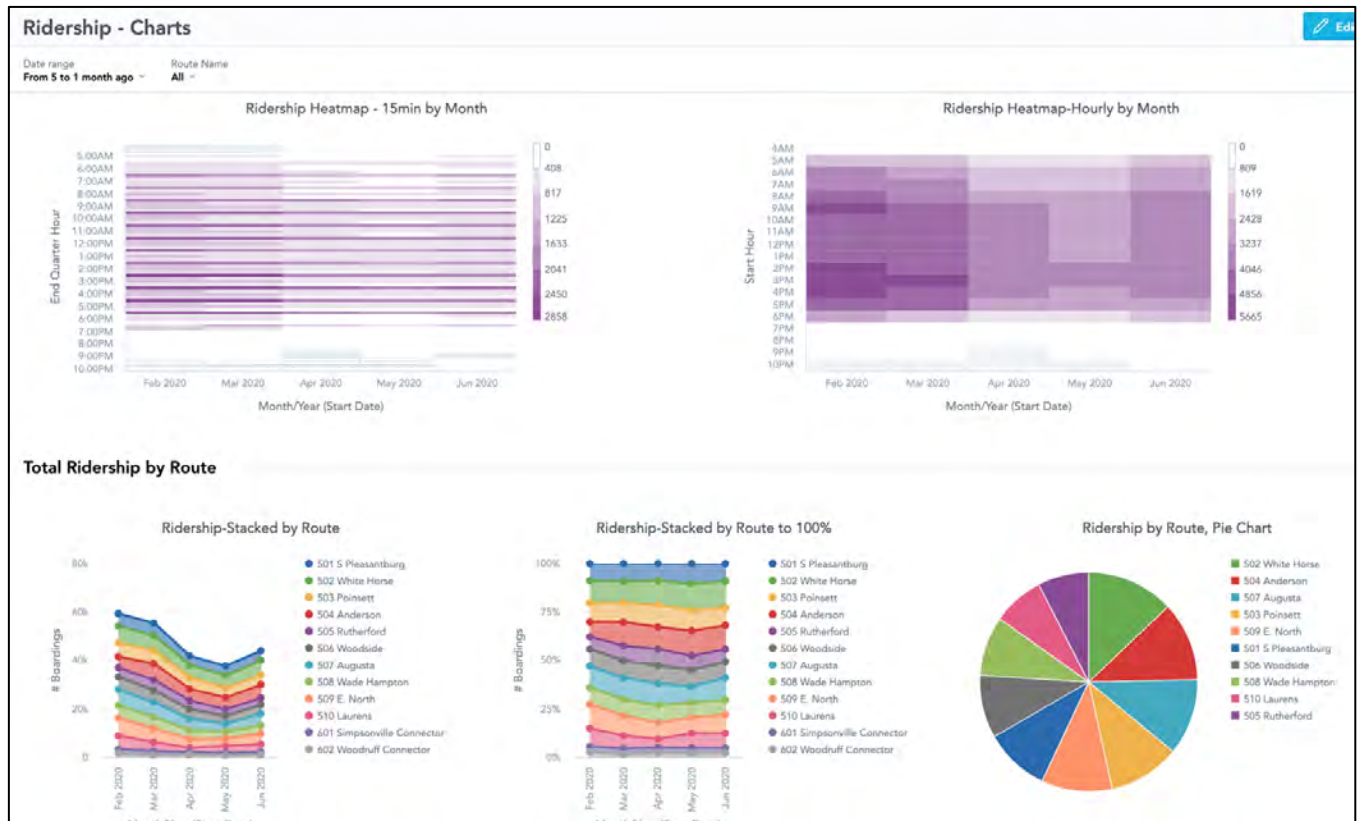 Ridership - Charts
Edi
Date range
Route Name
From 5 to 1 month ago
All
Ridership Heatmap - 15min by Month
End Quarter Hour
5:00AM
6:00AM
7:00AM
8:00AM
9:00AM
10:00AM
11:00AM
12:00PM
1:00PM
2:00PM
3:00PM
4:00PM
5:00PM
6:00PM
7:00PM
8:00PM
9:00PM
10:00PM
0
408
817
1225
1633
2041
2450
2858
Feb 2020 Mar 2020 Apr 2020 May 2020 Jun 2020
Month/Year (Start Date)
Ridership Heatmap-Hourly by Month
Start Hour
4AM
5AM
6AM
7AM
8AM
9AM
10AM
11AM
12PM
1PM
2PM
3PM
4PM
5PM
6PM
7PM
8PM
9PM
10PM
0
809
1619
2428
3237
4046
4856
5665
Feb 2020 Mar 2020 Apr 2020 May 2020 Jun 2020
Month/Year (Start Date)
Total Ridership by Route
Ridership-Stacked by Route
# Boardings
80k
60k
40k
20k
0
Feb 2020
Mar 2020
Apr 2020
May 2020
Jun 2020
501 S Pleasantburg
502 White Horse
503 Poinsett
504 Anderson
505 Rutherford
506 Woodside
507 Augusta
508 Wade Hampton
509 E. North
510 Laurens
601 Simpsonville Connector
602 Woodruff Connector
Ridership-Stacked by Route to 100%
# Boardings
100%
75%
50%
25%
0%
Feb 2020
Mar 2020
Apr 2020
May 2020
Jun 2020
501 S Pleasantburg
502 White Horse
503 Poinsett
504 Anderson
505 Rutherford
506 Woodside
507 Augusta
508 Wade Hampton
509 E. North
510 Laurens
601 Simpsonville Connector
602 Woodruff Connector
Ridership by Route, Pie Chart
502 White Horse
504 Anderson
507 Augusta
503 Poinsett
509 E. North
501 S Pleasantburg
506 Woodside
508 Wade Hampton
510 Laurens
505 Rutherford